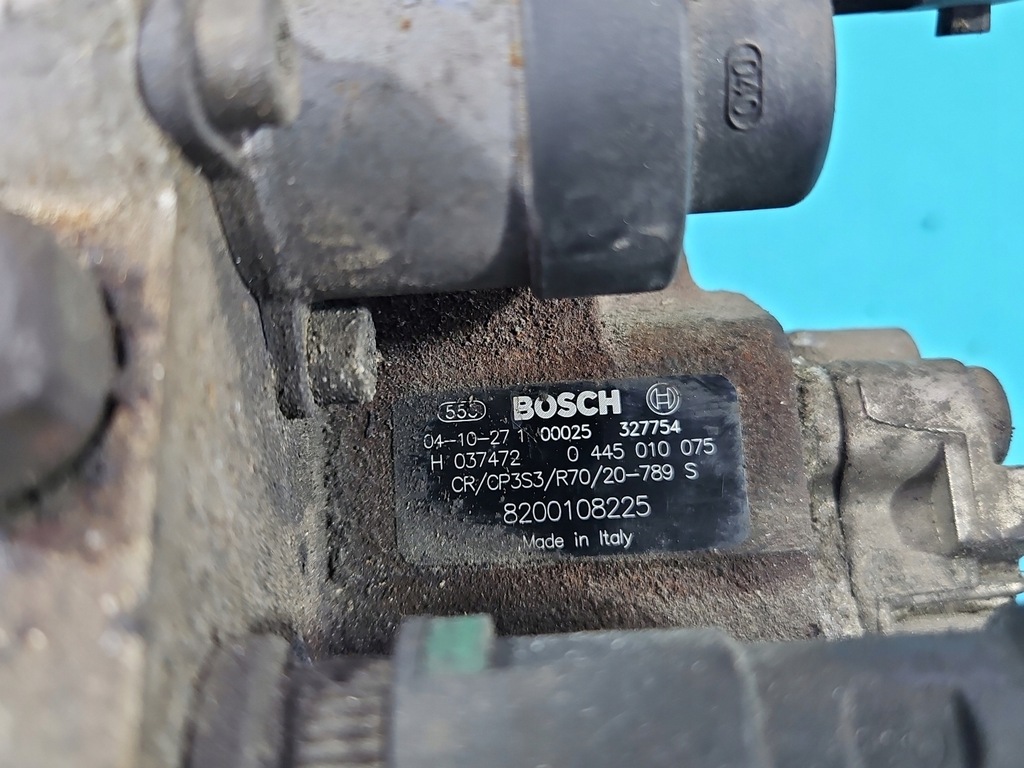 040
BOSCH
04-10-27 1 00025 327754
H 037472 0 445 010 075
CR/CP3S3/R70/20-789 S
8200108225
Made in Italy